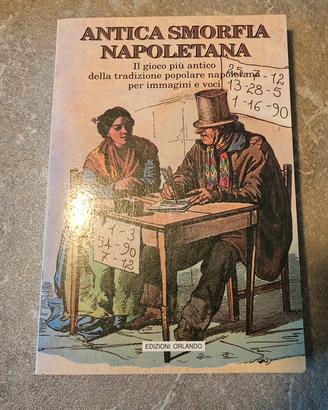 ANTICA SMORFIA
NAPOLETANA
Il gioco più antico
della tradizione popolare napoletana
per immagini e voci
25 - 7 - 12
13 - 28 - 5
1 - 16 - 90
1 - 3
54 - 90
7 - 12
EDIZIONI ORLANDO